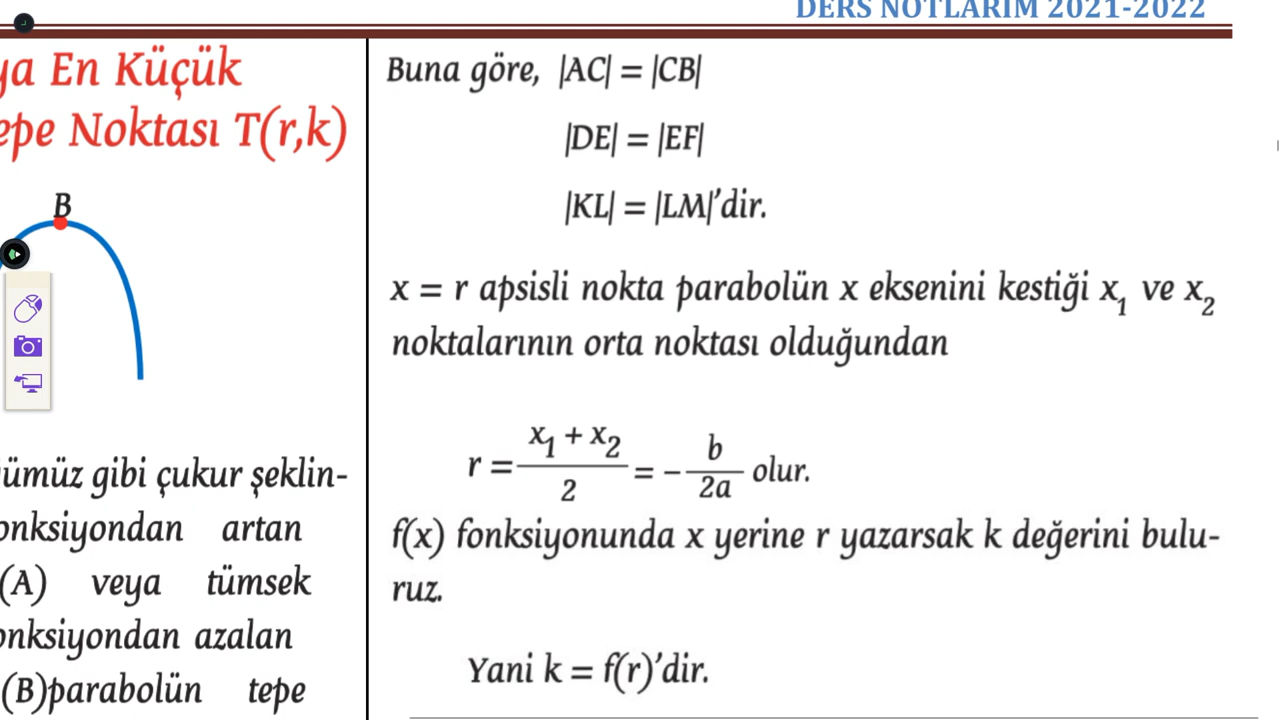 DERS NOTLARIM 2021-2022
ya En Küçük
epe Noktası T(r,k)
B
ümüz gibi çukur şeklin-
onksiyondan artan
(A) veya tümsek
onksiyondan azalan
(B)parabolün tepe
Buna göre, |AC| = |CB|
|DE| = |EF|
|KL| = |LM|'dir.
x = r apsisli nokta parabolün x eksenini kestiği x₁ ve x₂
noktalarının orta noktası olduğundan
r = (x₁ + x₂)/2 = - b/2a olur.
f(x) fonksiyonunda x yerine r yazarsak k değerini bulu-
ruz.
Yani k = f(r)'dir.